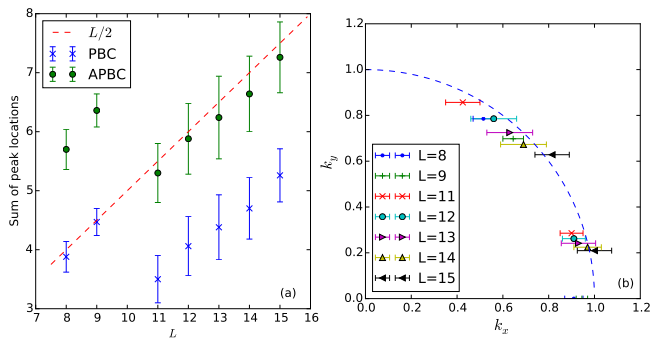 8
7
6
5
4
3
Sum of peak locations
7
8
9
10
11
12
13
14
15
16
L
L/2
PBC
APBC
(a)
1.2
1.0
0.8
0.6
0.4
0.2
0.0
k_y
0.0
0.2
0.4
0.6
0.8
1.0
1.2
k_x
L=8
L=9
L=11
L=12
L=13
L=14
L=15
(b)